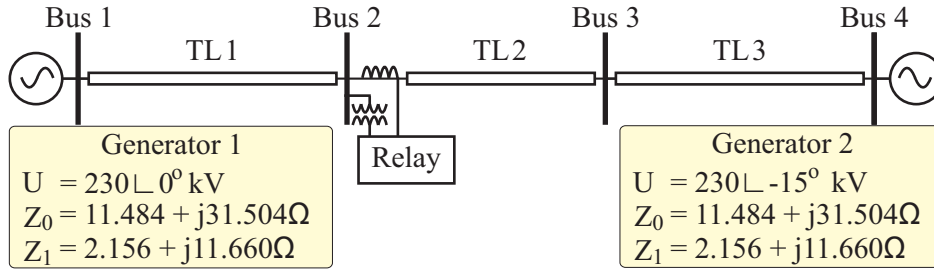 Bus 1 Bus 2 Bus 3 Bus 4
TL1 TL2 TL3
Relay
Generator 1
U = 230∟0° kV
Z₀ = 11.484 + j31.504Ω
Z₁ = 2.156 + j11.660Ω
Generator 2
U = 230∟-15° kV
Z₀ = 11.484 + j31.504Ω
Z₁ = 2.156 + j11.660Ω